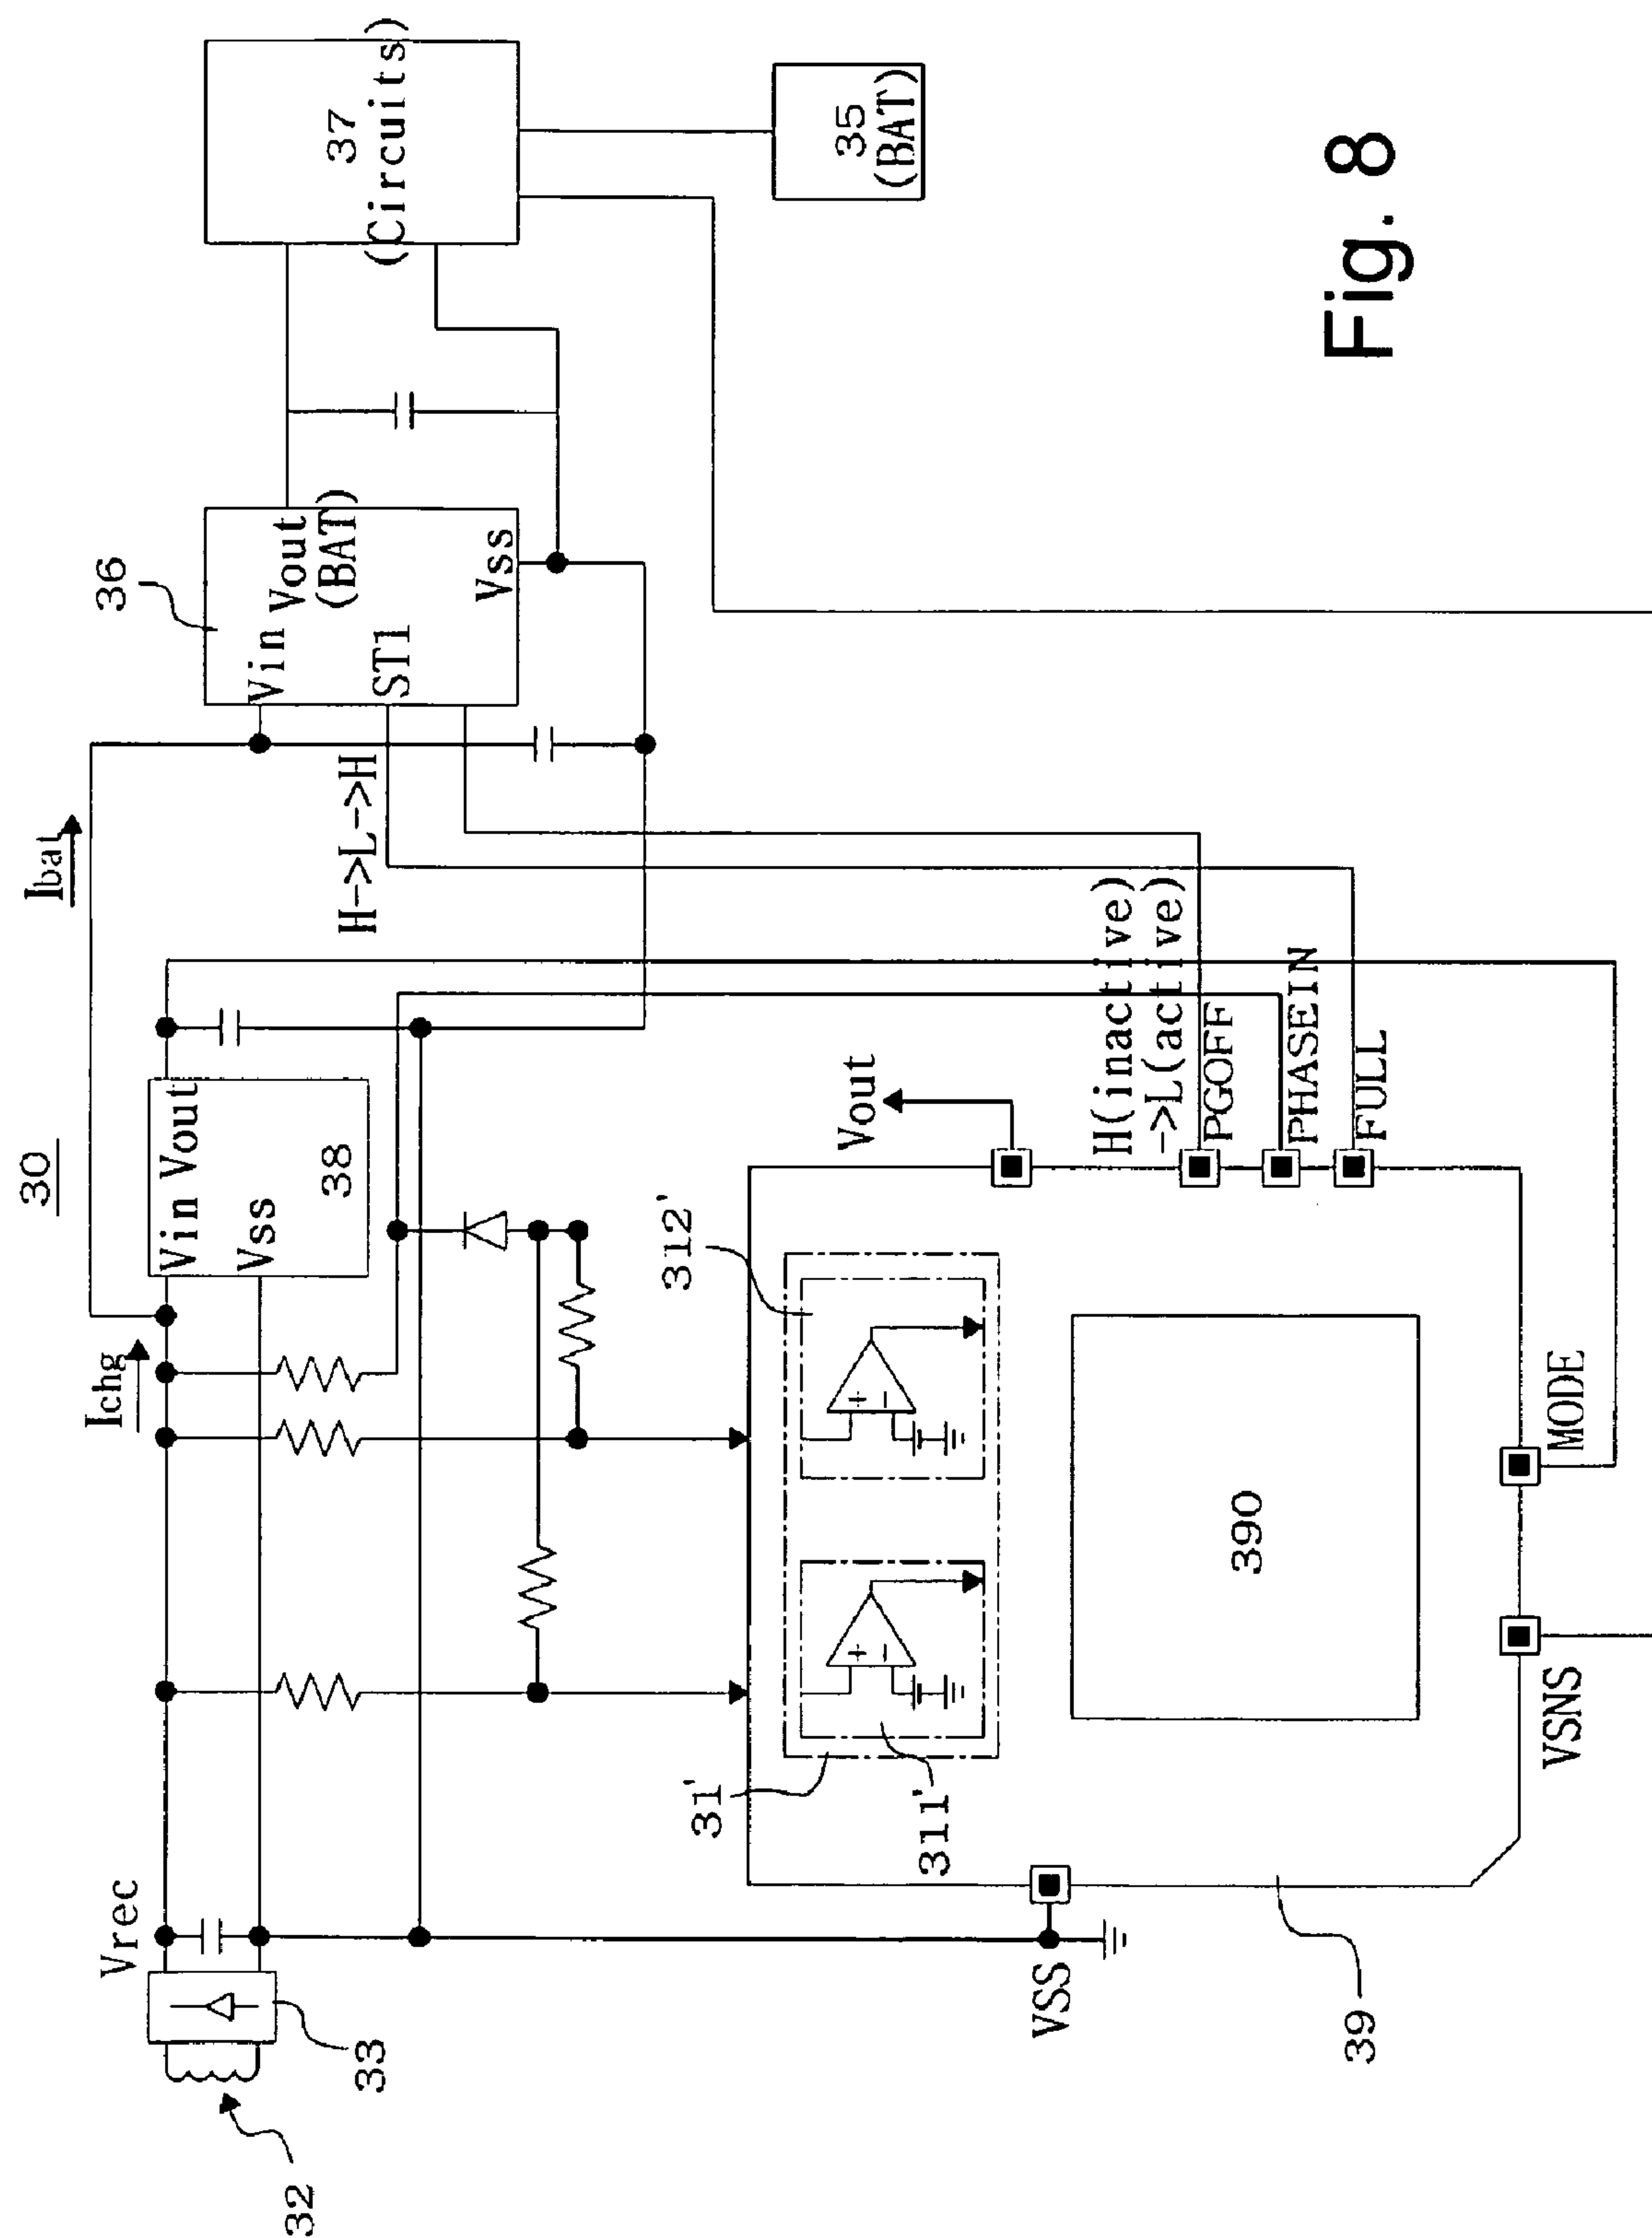 30
Ichg
Ibat
36
Vrec
Vin Vout
Vss
38
H->L->H
Vin
Vout
(BAT)
ST1
Vss
37
(Circuits)
35
(BAT)
32
33
31'
311'
312'
Vout
H(inactive)
->L(active)
PGOFF
PHASEIN
FULL
VSS
390
39
VSNS
MODE
Fig. 8